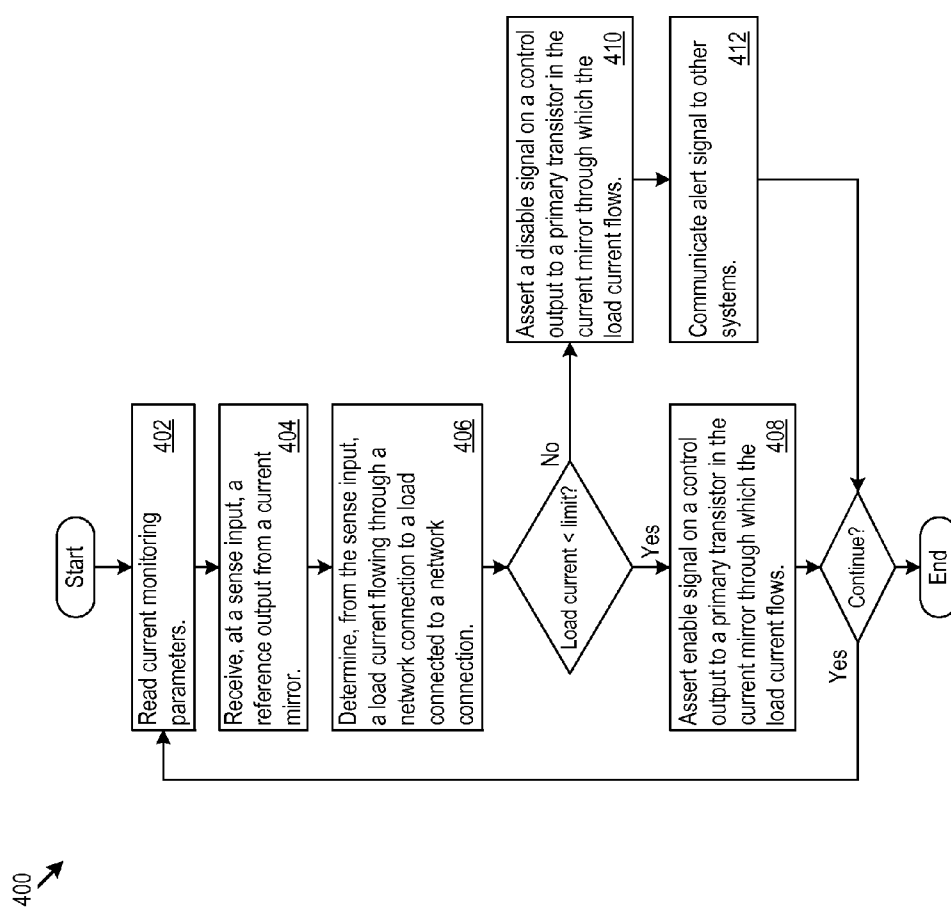 400
Start
Read current monitoring
parameters.
402
Receive, at a sense input, a
reference output from a current
mirror.
404
Determine, from the sense input,
a load current flowing through a
network connection to a load
connected to a network
connection.
406
Load current < limit?
No
Yes
Assert a disable signal on a control
output to a primary transistor in the
current mirror through which the
load current flows.
410
Communicate alert signal to other
systems.
412
Assert enable signal on a control
output to a primary transistor in the
current mirror through which the
load current flows.
408
Continue?
Yes
End